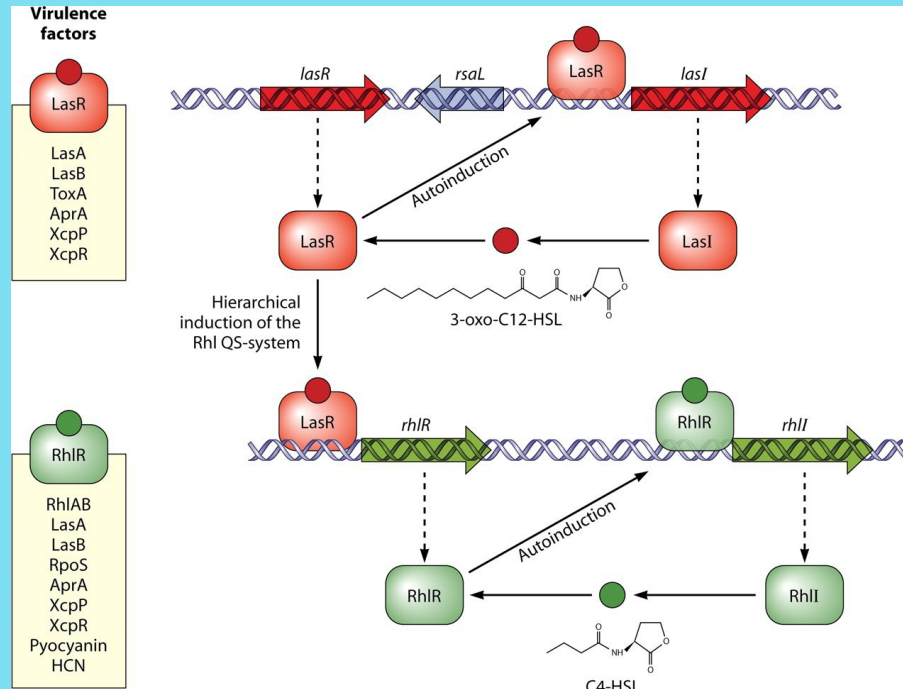 Virulence
factors
LasR
LasA
LasB
ToxA
AprA
XcpP
XcpR
lasR
rsaL
LasR
lasI
Autoinduction
LasR
LasI
O
O
NH
O
O
3-oxo-C12-HSL
Hierarchical
induction of the
Rhl QS-system
LasR
rhlR
RhlR
rhlI
Autoinduction
RhlR
RhlI
O
NH
O
O
C4-HSL
RhlR
RhlAB
LasA
LasB
RpoS
AprA
XcpP
XcpR
Pyocyanin
HCN